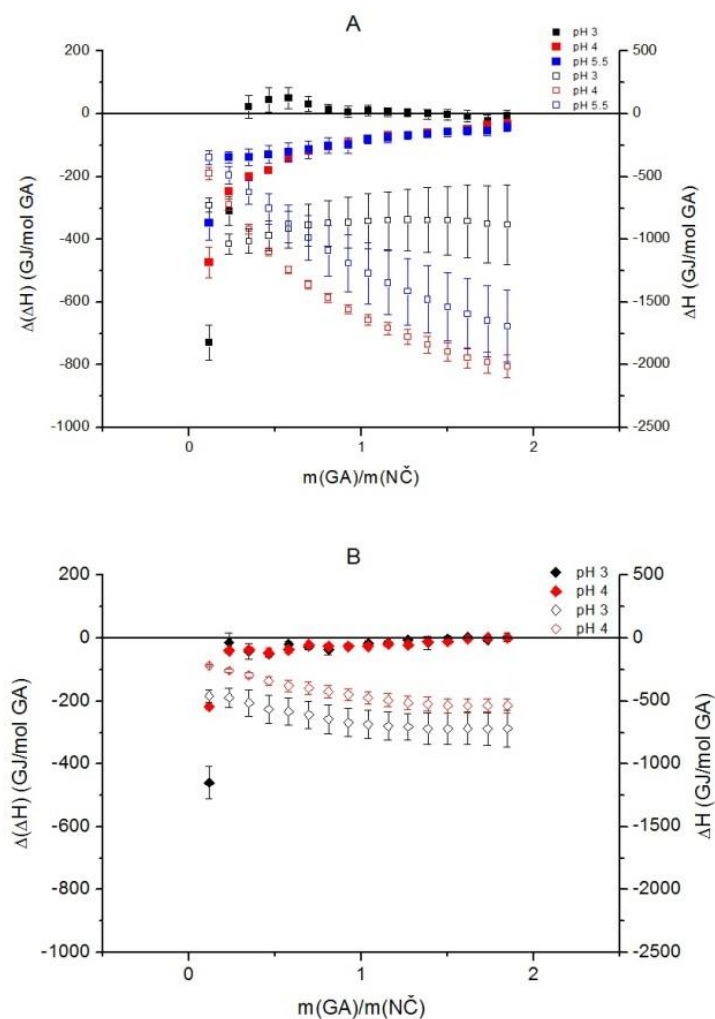 A
pH 3
pH 4
pH 5.5
pH 3
pH 4
pH 5.5
200
0
-200
-400
-600
-800
-1000
Δ(ΔH) (GJ/mol GA)
500
0
-500
-1000
-1500
-2000
-2500
ΔH (GJ/mol GA)
0 1 2
m(GA)/m(NČ)
B
pH 3
pH 4
pH 3
pH 4
200
0
-200
-400
-600
-800
-1000
Δ(ΔH) (GJ/mol GA)
500
0
-500
-1000
-1500
-2000
-2500
ΔH (GJ/mol GA)
0 1 2
m(GA)/m(NČ)